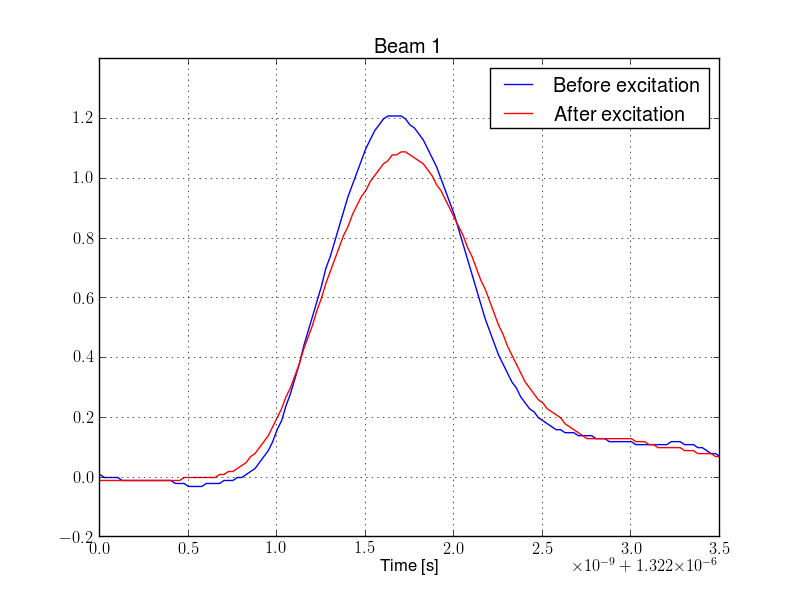 Beam 1
Before excitation
After excitation
1.2
1.0
0.8
0.6
0.4
0.2
0.0
−0.2
0.0 0.5 1.0 1.5 2.0 2.5 3.0 3.5
Time [s]
×10⁻⁹ + 1.322×10⁻⁶